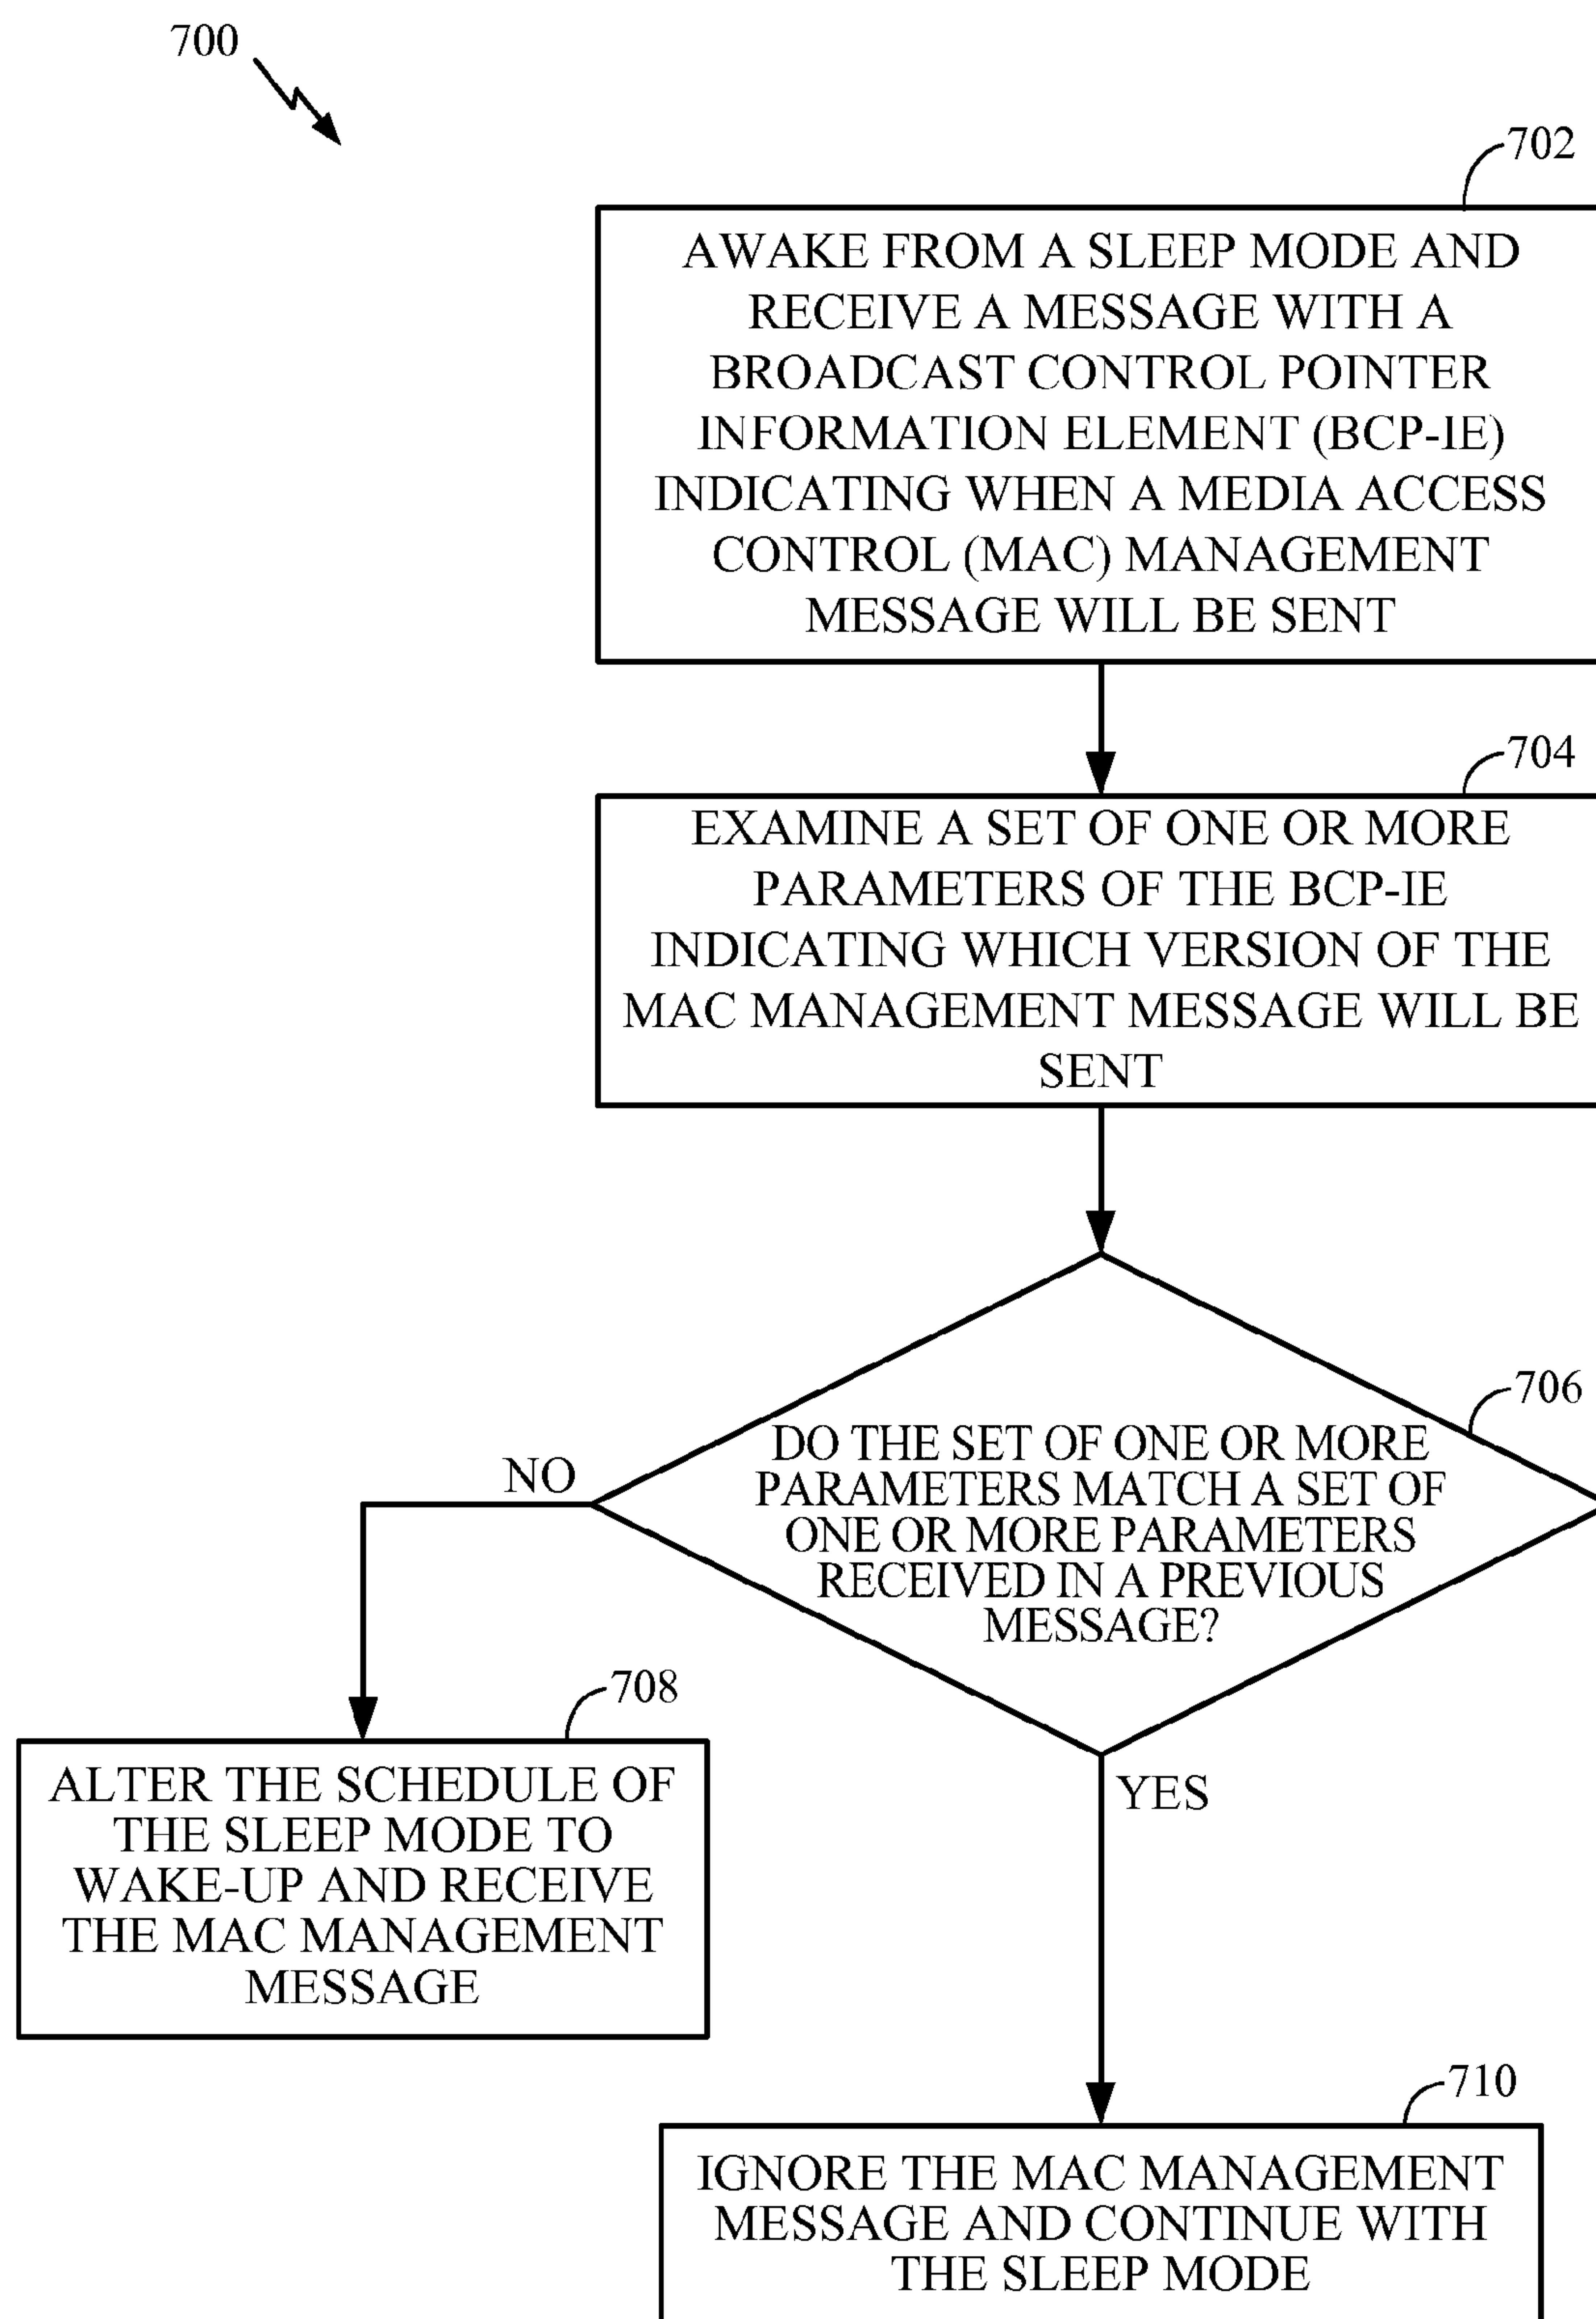 700
702
AWAKE FROM A SLEEP MODE AND
RECEIVE A MESSAGE WITH A
BROADCAST CONTROL POINTER
INFORMATION ELEMENT (BCP-IE)
INDICATING WHEN A MEDIA ACCESS
CONTROL (MAC) MANAGEMENT
MESSAGE WILL BE SENT
704
EXAMINE A SET OF ONE OR MORE
PARAMETERS OF THE BCP-IE
INDICATING WHICH VERSION OF THE
MAC MANAGEMENT MESSAGE WILL BE
SENT
706
DO THE SET OF ONE OR MORE
PARAMETERS MATCH A SET OF
ONE OR MORE PARAMETERS
RECEIVED IN A PREVIOUS
MESSAGE?
NO
708
ALTER THE SCHEDULE OF
THE SLEEP MODE TO
WAKE-UP AND RECEIVE
THE MAC MANAGEMENT
MESSAGE
YES
710
IGNORE THE MAC MANAGEMENT
MESSAGE AND CONTINUE WITH
THE SLEEP MODE